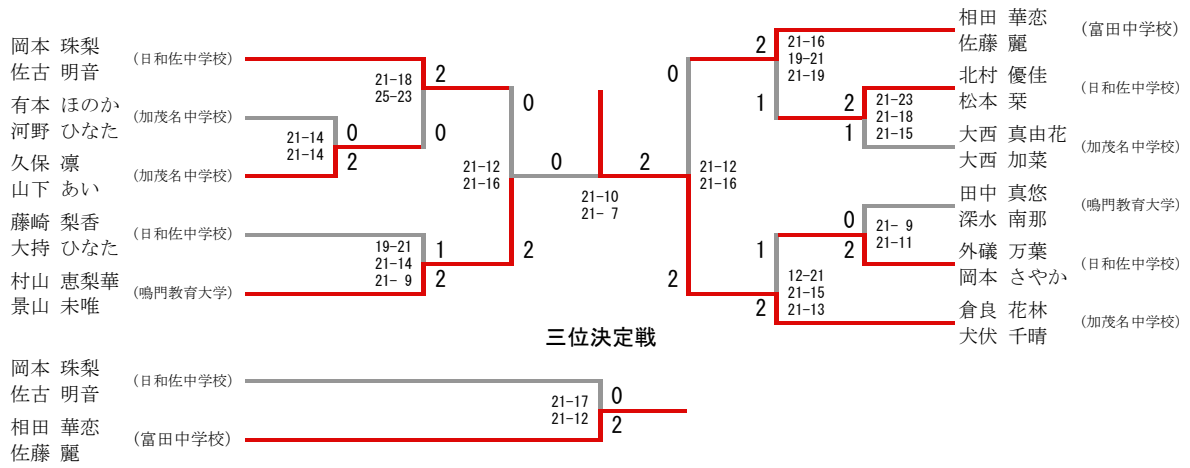 岡本 珠梨
佐古 明音
(日和佐中学校)
有本 ほのか
河野 ひなた
(加茂名中学校)
久保 凛
山下 あい
(加茂名中学校)
藤崎 梨香
大持 ひなた
(日和佐中学校)
村山 恵梨華
景山 未唯
(鳴門教育大学)
21-18
25-23
2
0
21-14
21-14
0
2
19-21
21-14
21- 9
1
2
21-12
21-16
0
2
0
2
21-10
21- 7
21-12
21-16
0
2
2
1
21-16
19-21
21-19
2
1
21-23
21-18
21-15
0
2
21- 9
21-11
1
2
12-21
21-15
21-13
相田 華恋
佐藤 麗
(富田中学校)
北村 優佳
松本 栞
(日和佐中学校)
大西 真由花
大西 加菜
(加茂名中学校)
田中 真悠
深水 南那
(鳴門教育大学)
外礒 万葉
岡本 さやか
(日和佐中学校)
倉良 花林
犬伏 千晴
(加茂名中学校)
三位決定戦
岡本 珠梨
佐古 明音
(日和佐中学校)
相田 華恋
佐藤 麗
(富田中学校)
21-17
21-12
0
2